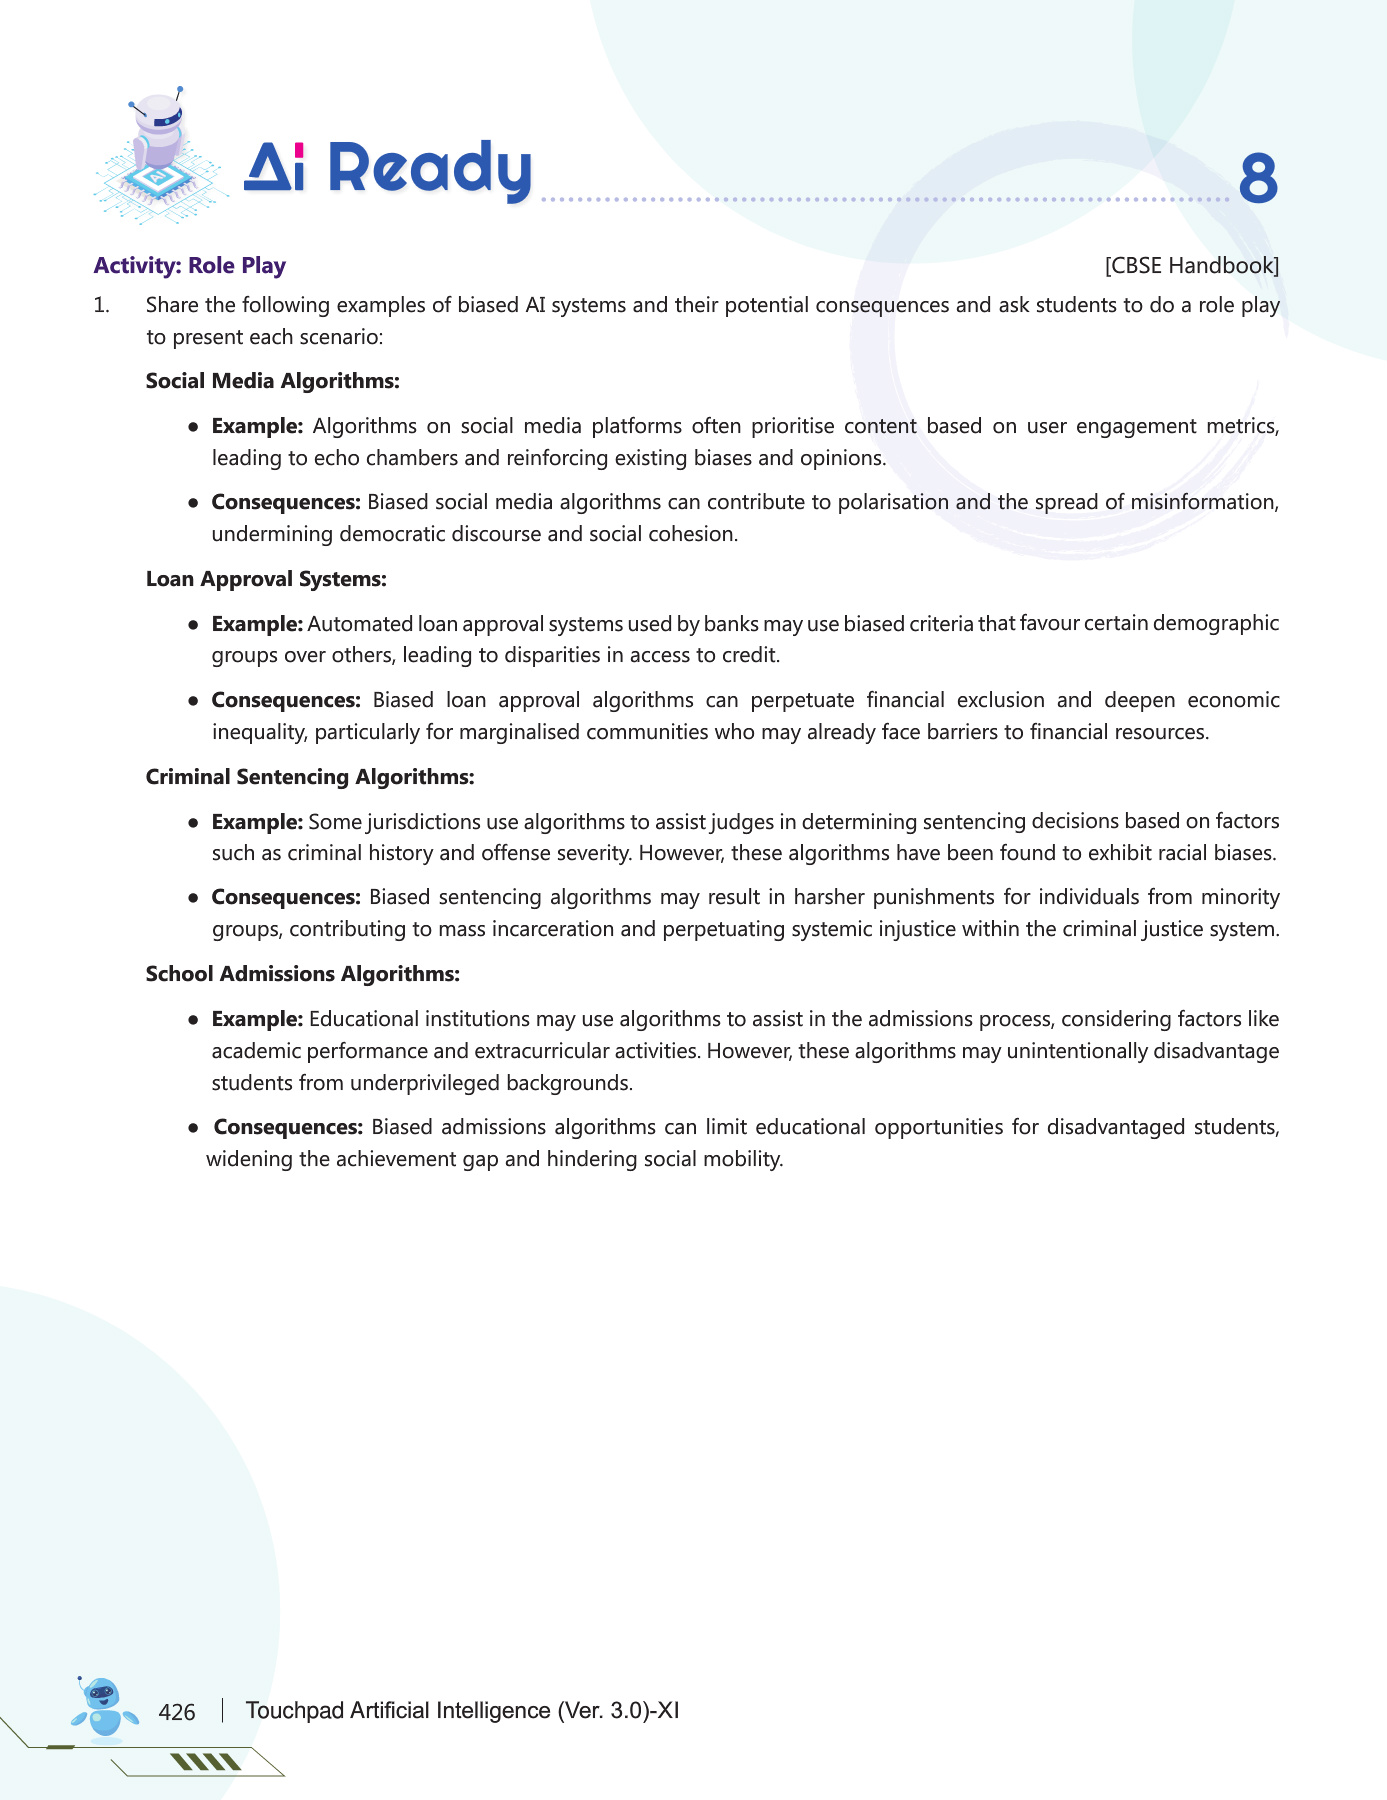 Ai Ready 8
Activity: Role Play [CBSE Handbook]
1. Share the following examples of biased AI systems and their potential consequences and ask students to do a role play
to present each scenario:
Social Media Algorithms:
● Example: Algorithms on social media platforms often prioritise content based on user engagement metrics,
leading to echo chambers and reinforcing existing biases and opinions.
● Consequences: Biased social media algorithms can contribute to polarisation and the spread of misinformation,
undermining democratic discourse and social cohesion.
Loan Approval Systems:
● Example: Automated loan approval systems used by banks may use biased criteria that favour certain demographic
groups over others, leading to disparities in access to credit.
● Consequences: Biased loan approval algorithms can perpetuate financial exclusion and deepen economic
inequality, particularly for marginalised communities who may already face barriers to financial resources.
Criminal Sentencing Algorithms:
● Example: Some jurisdictions use algorithms to assist judges in determining sentencing decisions based on factors
such as criminal history and offense severity. However, these algorithms have been found to exhibit racial biases.
● Consequences: Biased sentencing algorithms may result in harsher punishments for individuals from minority
groups, contributing to mass incarceration and perpetuating systemic injustice within the criminal justice system.
School Admissions Algorithms:
● Example: Educational institutions may use algorithms to assist in the admissions process, considering factors like
academic performance and extracurricular activities. However, these algorithms may unintentionally disadvantage
students from underprivileged backgrounds.
● Consequences: Biased admissions algorithms can limit educational opportunities for disadvantaged students,
widening the achievement gap and hindering social mobility.
426 Touchpad Artificial Intelligence (Ver. 3.0)-XI